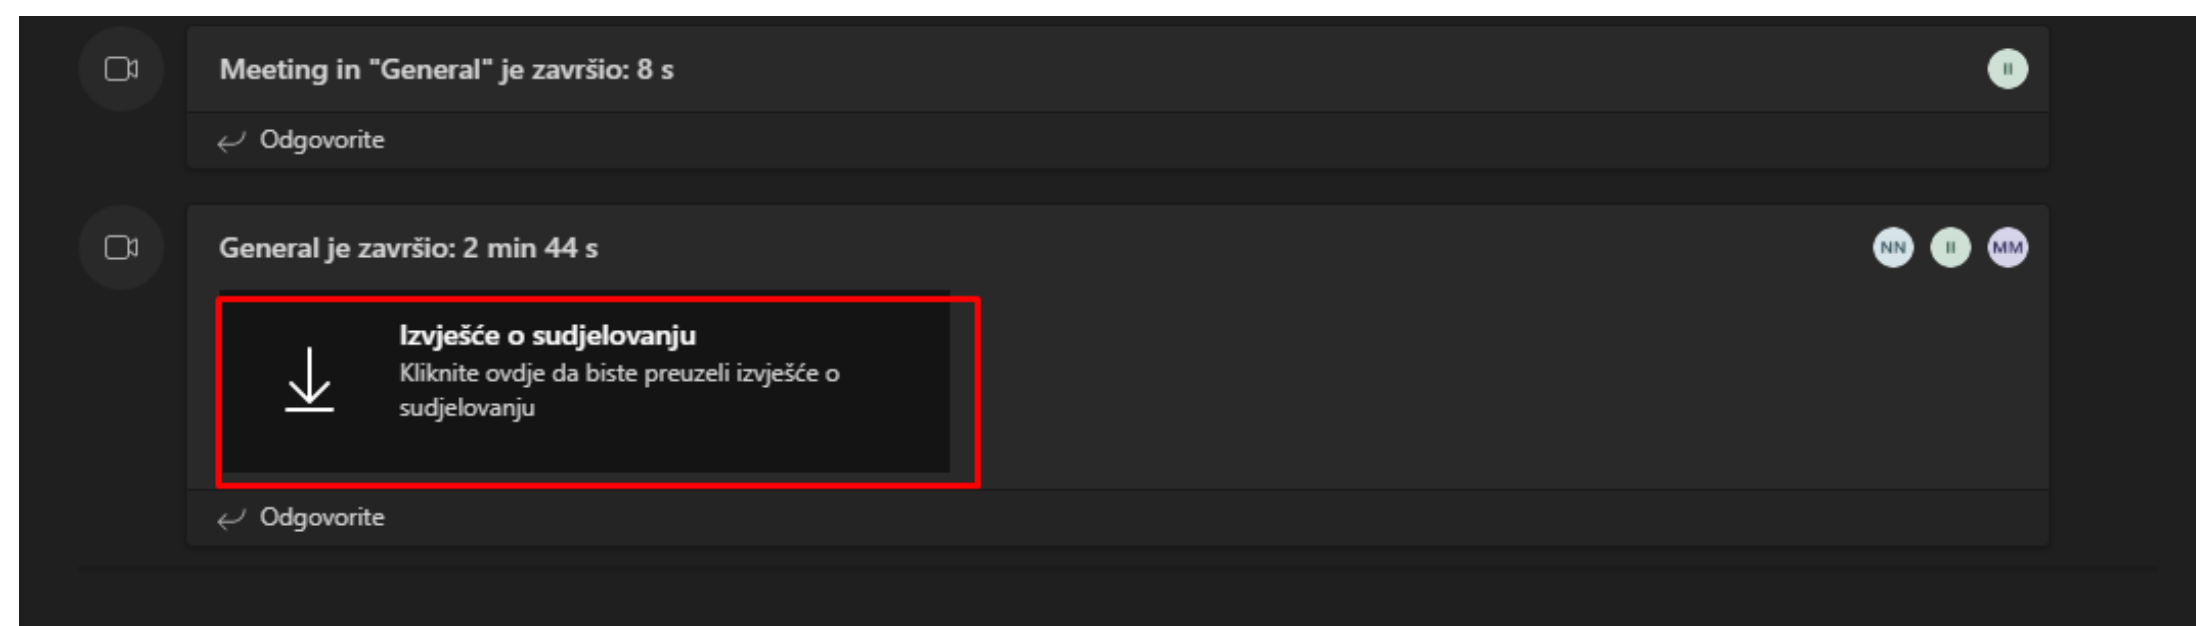 Meeting in "General" je završio: 8 s
II
Odgovorite
General je završio: 2 min 44 s
NN II MM
Izvješće o sudjelovanju
Kliknite ovdje da biste preuzeli izvješće o
sudjelovanju
Odgovorite